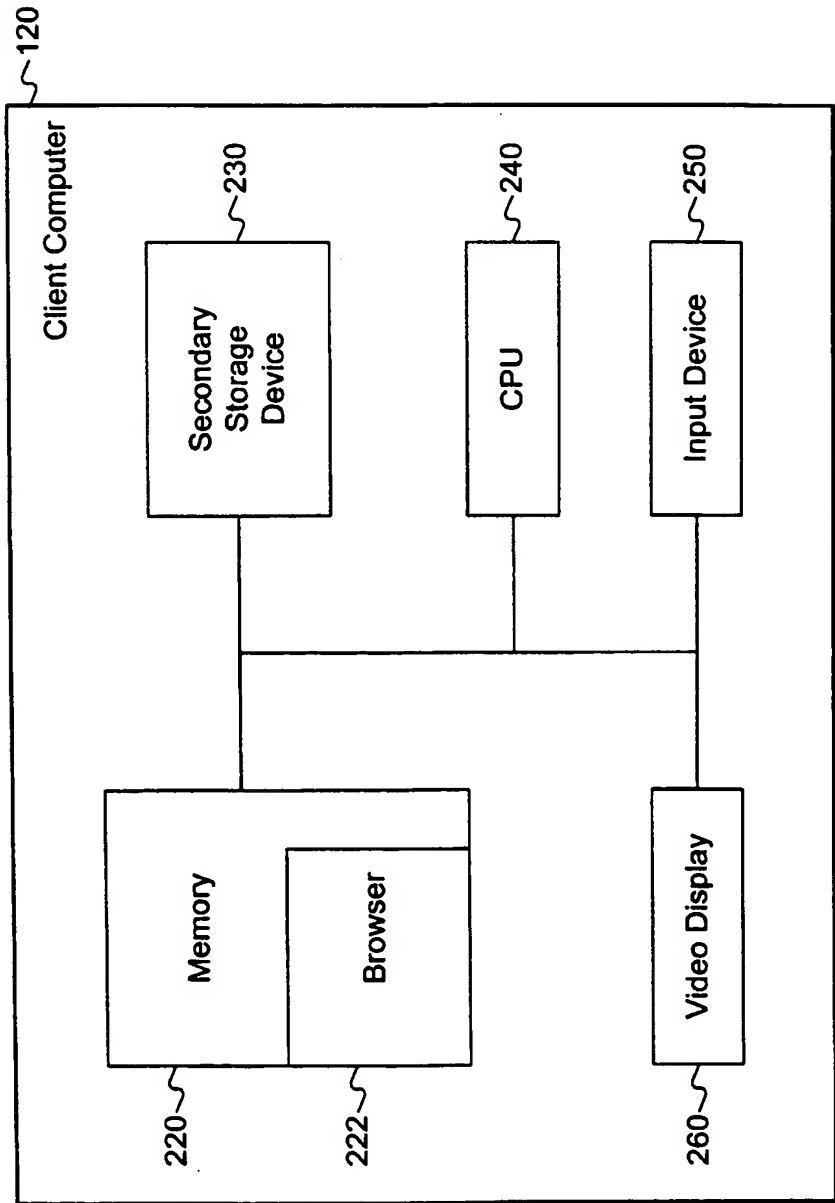 Client Computer
120
220
Memory
222
Browser
Secondary
Storage
Device
230
CPU
240
260
Video Display
Input Device
250